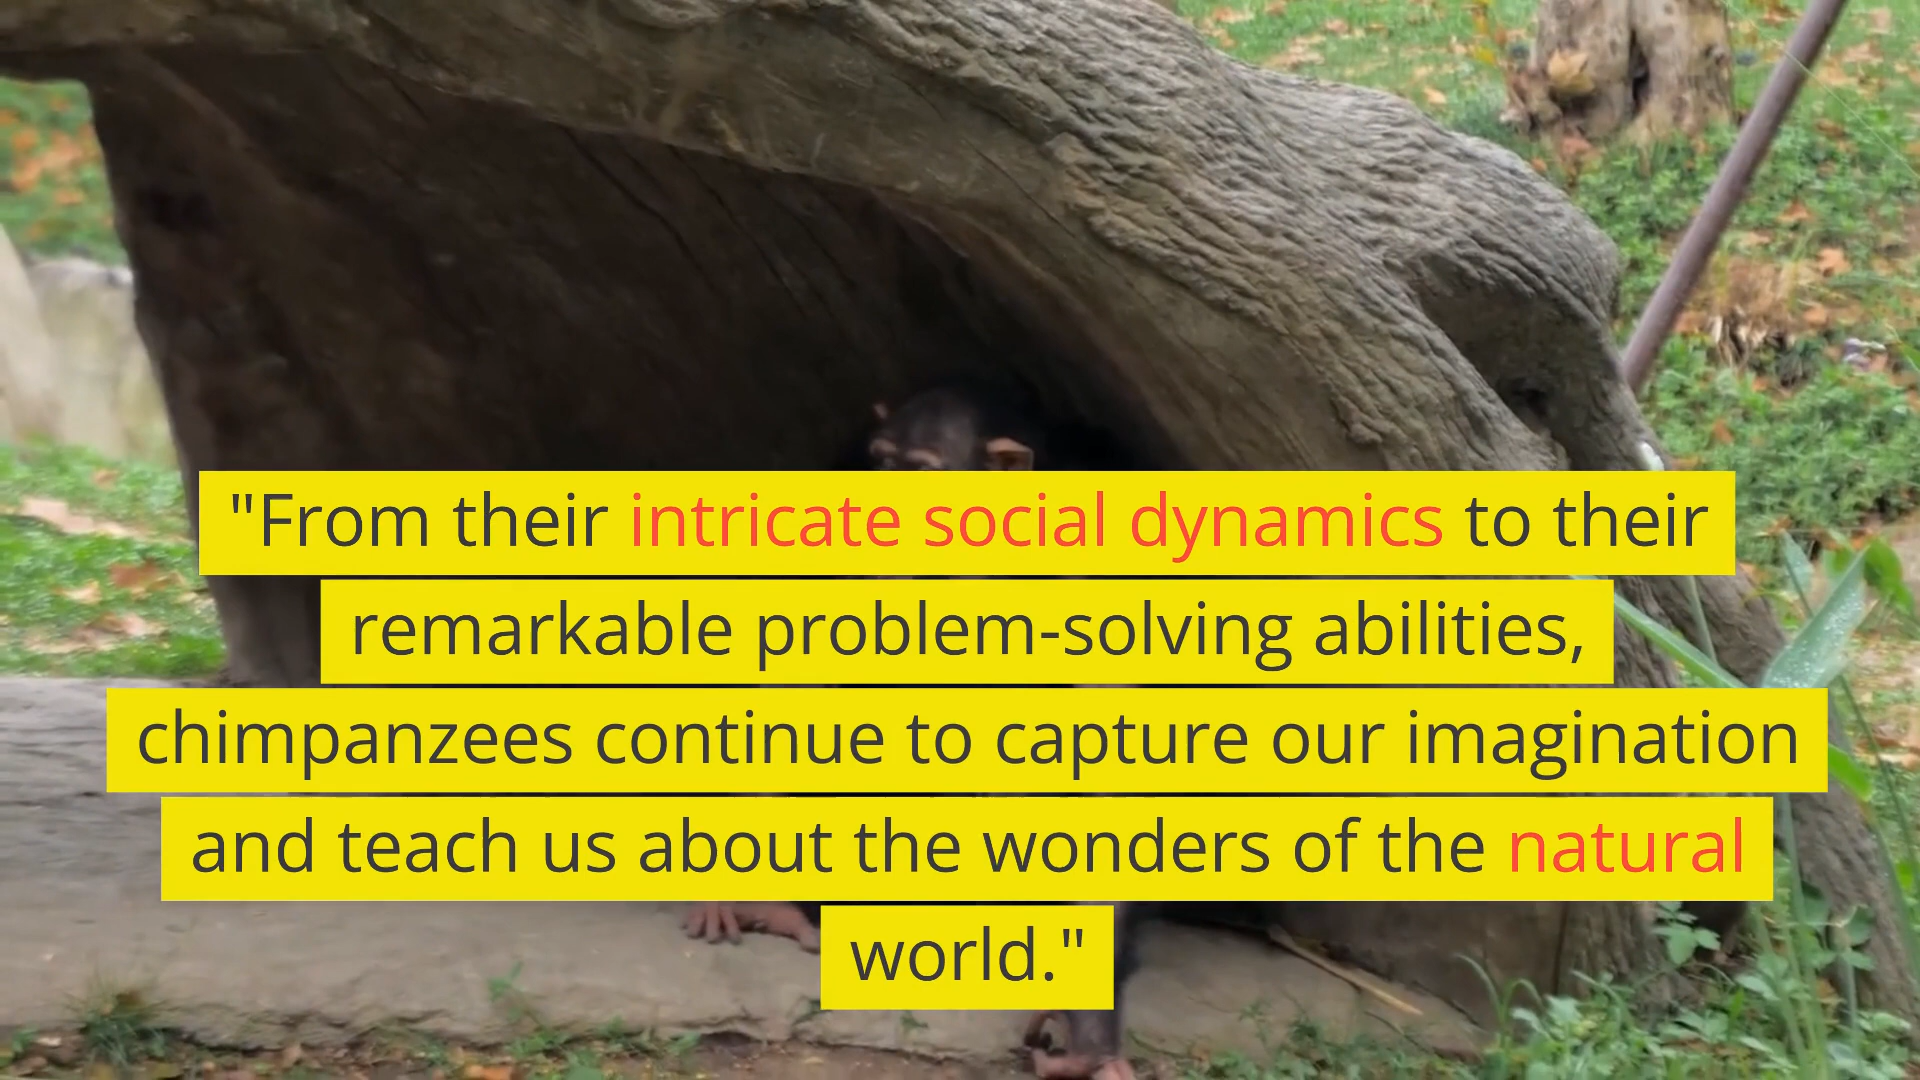 "From their intricate social dynamics to their
remarkable problem-solving abilities,
chimpanzees continue to capture our imagination
and teach us about the wonders of the natural
world."